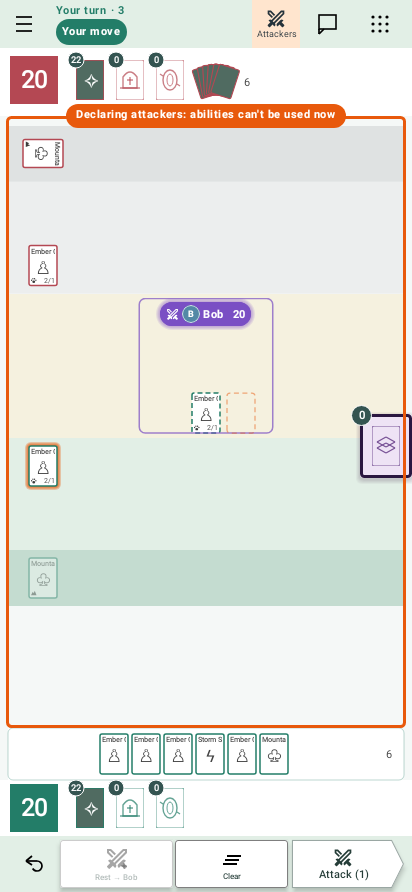 Your turn · 3
Your move
Attackers
20
22
0
0
6
Declaring attackers: abilities can't be used now
Mounta
Ember (
2/1
B Bob 20
Ember (
2/1
0
Ember (
2/1
Mounta
Ember (
Ember (
Ember (
Storm S
Ember (
Mounta
6
20
22
0
0
Rest → Bob
Clear
Attack (1)